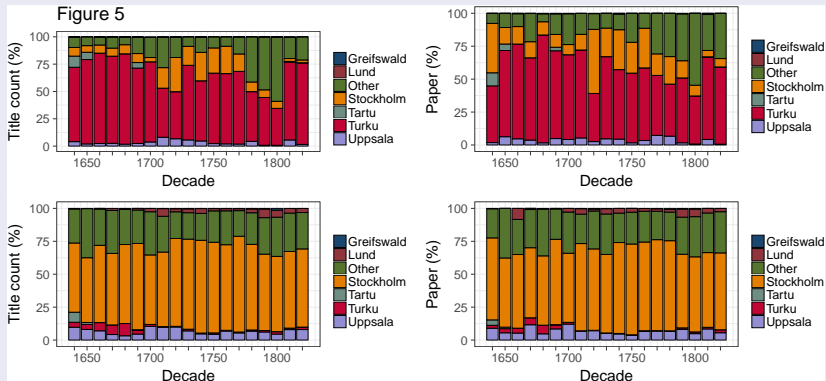 Figure 5
Title count (%)
100
75
50
25
0
1650
1700
1750
1800
Decade
Greifswald
Lund
Other
Stockholm
Tartu
Turku
Uppsala
Paper (%)
100
75
50
25
0
1650
1700
1750
1800
Decade
Greifswald
Lund
Other
Stockholm
Tartu
Turku
Uppsala
Title count (%)
100
75
50
25
0
1650
1700
1750
1800
Decade
Greifswald
Lund
Other
Stockholm
Tartu
Turku
Uppsala
Paper (%)
100
75
50
25
0
1650
1700
1750
1800
Decade
Greifswald
Lund
Other
Stockholm
Tartu
Turku
Uppsala